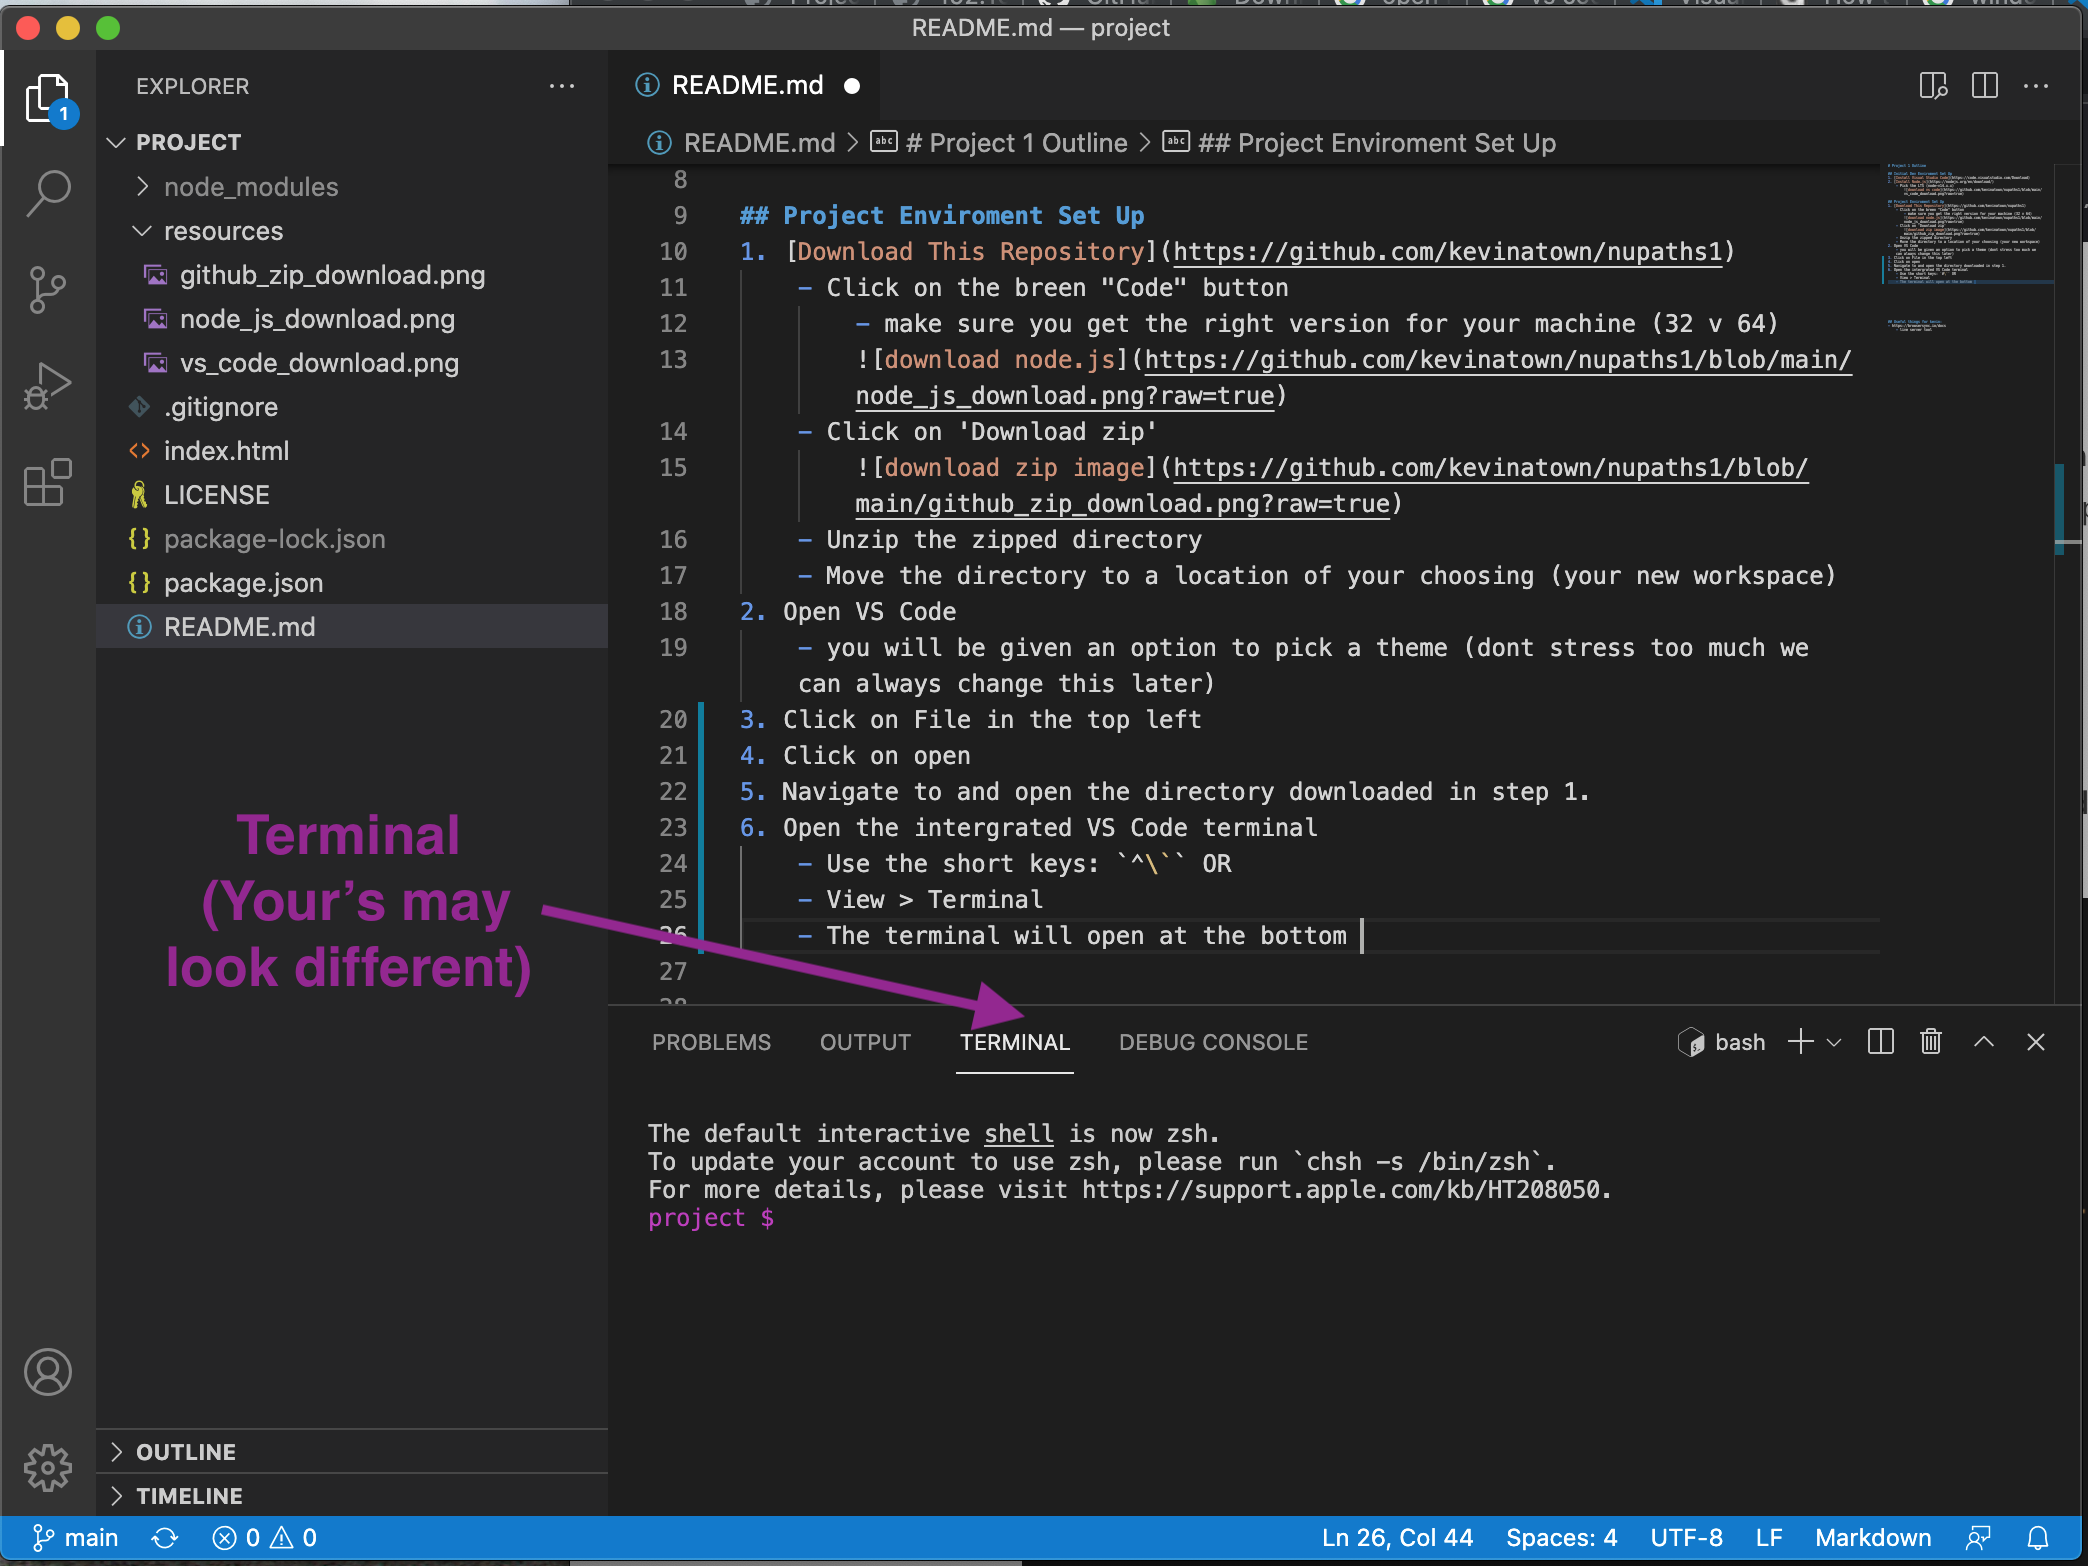 README.md — project
EXPLORER
1
PROJECT
node_modules
resources
github_zip_download.png
node_js_download.png
vs_code_download.png
.gitignore
index.html
LICENSE
package-lock.json
package.json
README.md
Terminal
(Your's may
look different)
OUTLINE
TIMELINE
README.md
README.md > # Project 1 Outline > ## Project Enviroment Set Up
8
9 ## Project Enviroment Set Up
10 1. [Download This Repository](https://github.com/kevinatown/nupaths1)
11 - Click on the breen "Code" button
12 - make sure you get the right version for your machine (32 v 64)
13 ![download node.js](https://github.com/kevinatown/nupaths1/blob/main/
node_js_download.png?raw=true)
14 - Click on 'Download zip'
15 ![download zip image](https://github.com/kevinatown/nupaths1/blob/
main/github_zip_download.png?raw=true)
16 - Unzip the zipped directory
17 - Move the directory to a location of your choosing (your new workspace)
18 2. Open VS Code
19 - you will be given an option to pick a theme (dont stress too much we
can always change this later)
20 3. Click on File in the top left
21 4. Click on open
22 5. Navigate to and open the directory downloaded in step 1.
23 6. Open the intergrated VS Code terminal
24 - Use the short keys: `^\`` OR
25 - View > Terminal
26 - The terminal will open at the bottom
27
PROBLEMS OUTPUT TERMINAL DEBUG CONSOLE bash
The default interactive shell is now zsh.
To update your account to use zsh, please run `chsh -s /bin/zsh`.
For more details, please visit https://support.apple.com/kb/HT208050.
project $
main 0 0 Ln 26, Col 44 Spaces: 4 UTF-8 LF Markdown